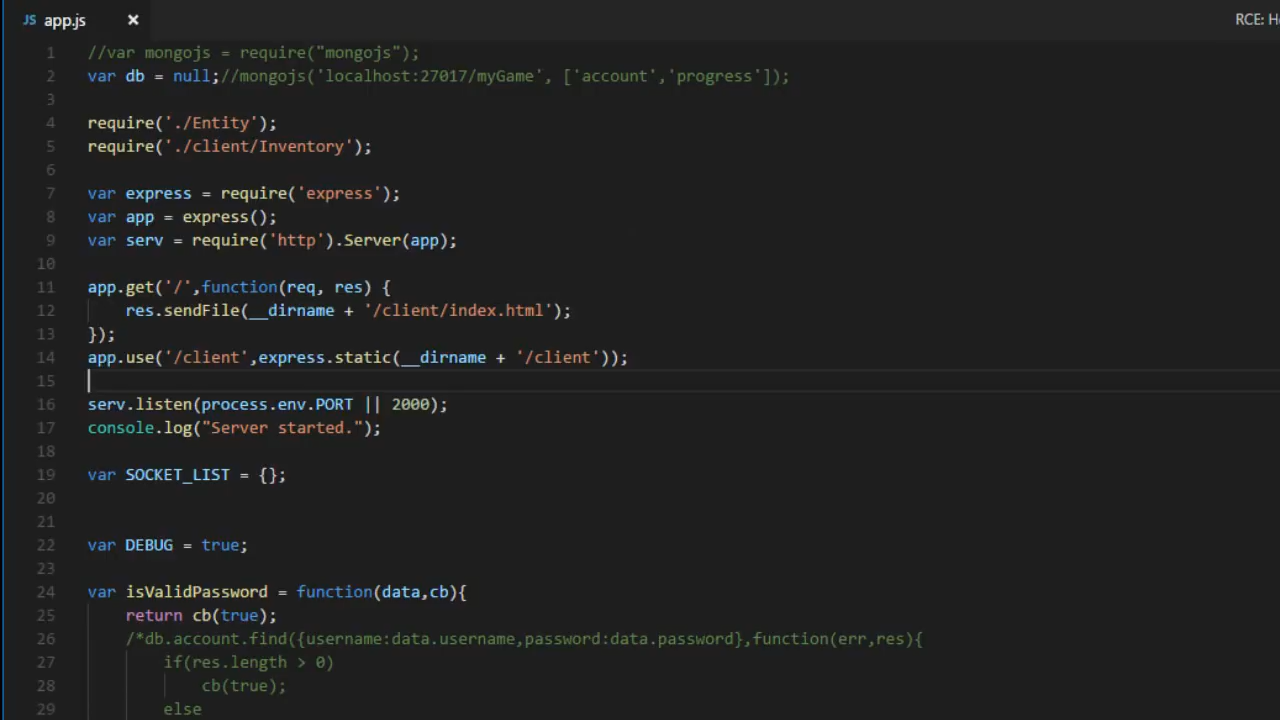 JS app.js ×
RCE: H
1 //var mongojs = require("mongojs");
2 var db = null;//mongojs('localhost:27017/myGame', ['account','progress']);
3
4 require('./Entity');
5 require('./client/Inventory');
6
7 var express = require('express');
8 var app = express();
9 var serv = require('http').Server(app);
10
11 app.get('/',function(req, res) {
12 res.sendFile(__dirname + '/client/index.html');
13 });
14 app.use('/client',express.static(__dirname + '/client'));
15
16 serv.listen(process.env.PORT || 2000);
17 console.log("Server started.");
18
19 var SOCKET_LIST = {};
20
21
22 var DEBUG = true;
23
24 var isValidPassword = function(data,cb){
25 return cb(true);
26 /*db.account.find({username:data.username,password:data.password},function(err,res){
27 if(res.length > 0)
28 cb(true);
29 else